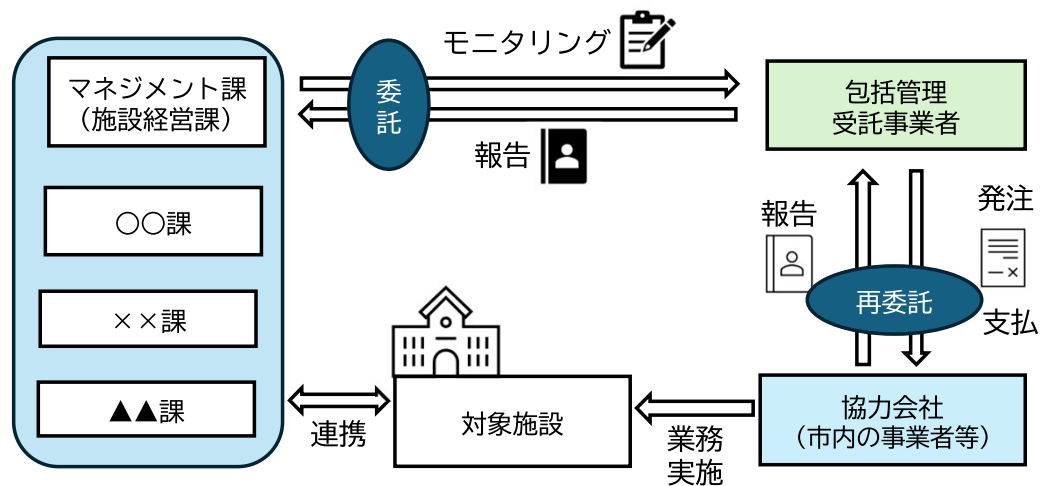 モニタリング
マネジメント課
（施設経営課）
委
託
包括管理
受託事業者
報告
○○課
報告
発注
再委託
支払
××課
▲▲課
対象施設
連携
業務
実施
協力会社
（市内の事業者等）